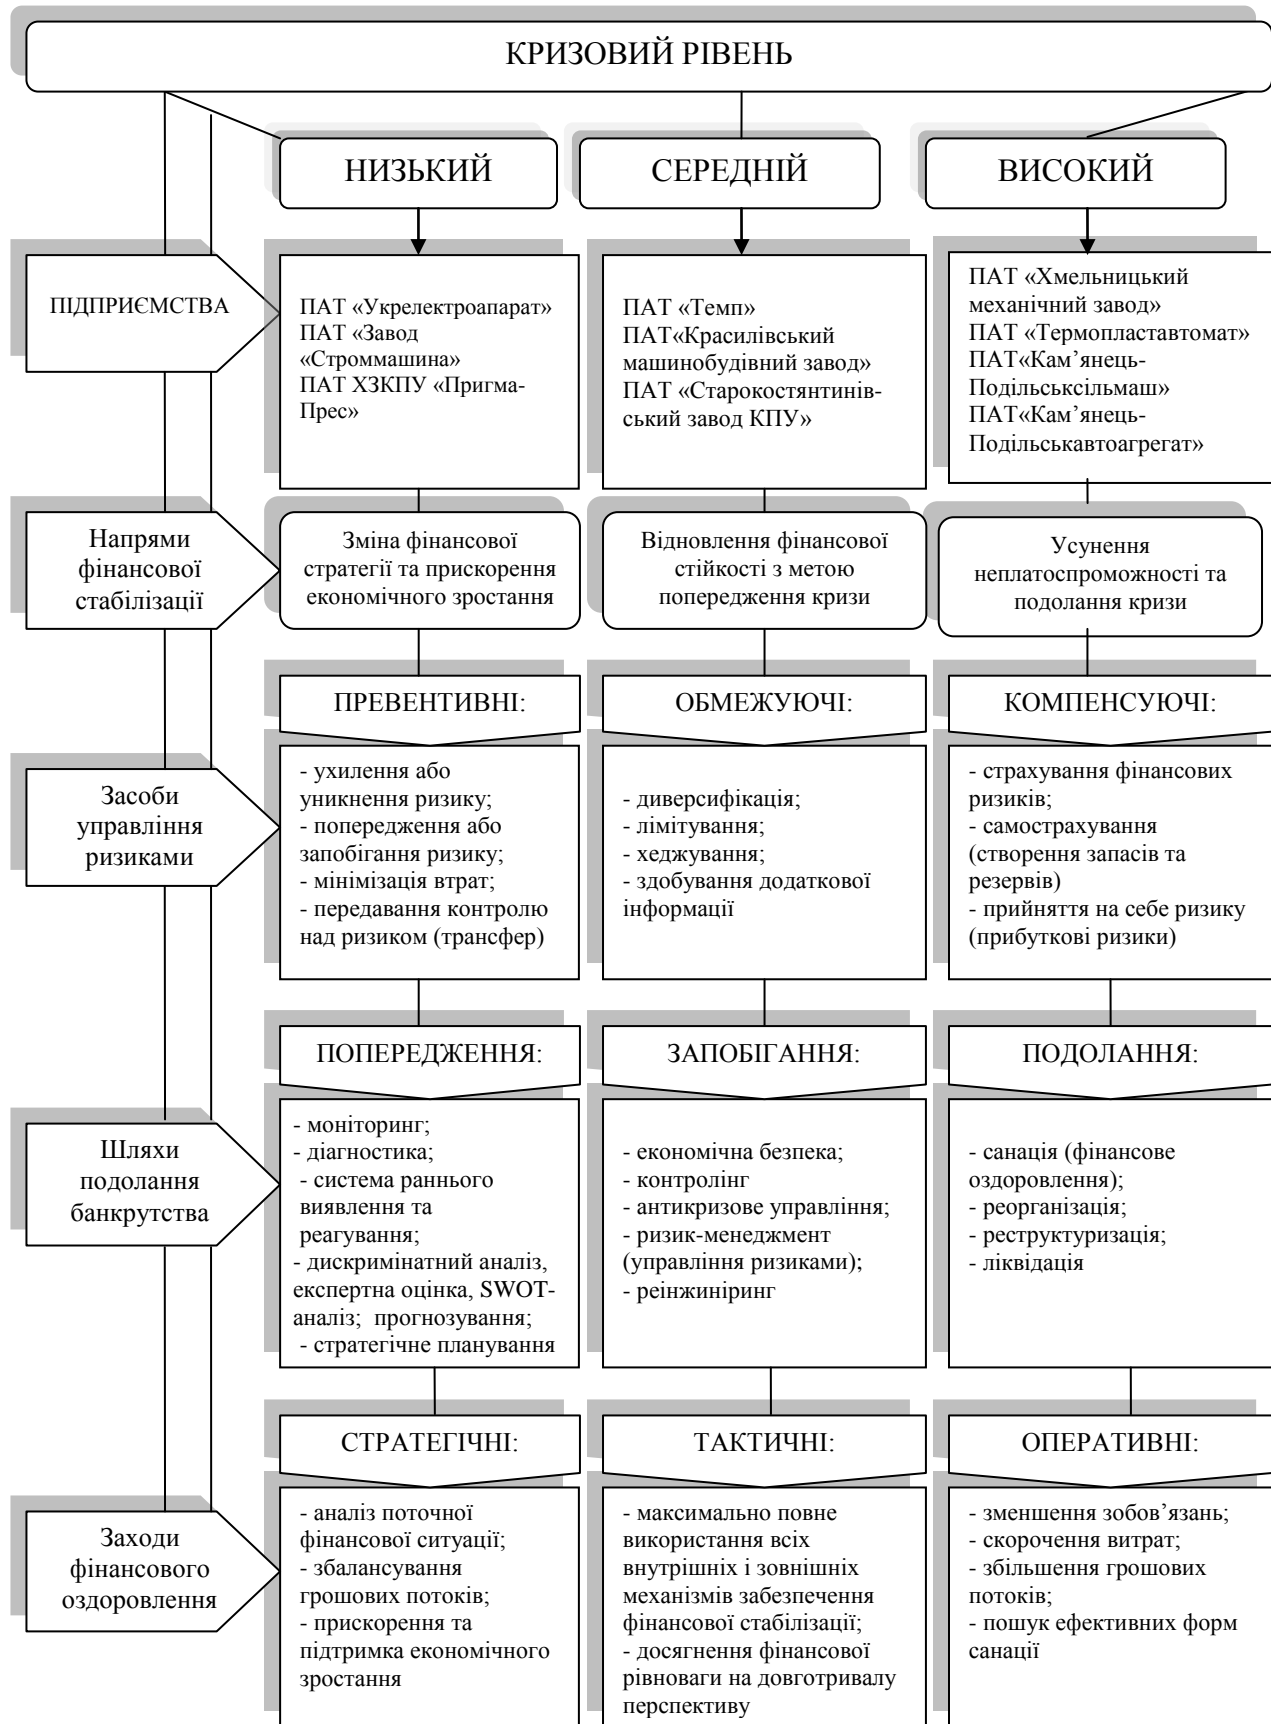 КРИЗОВИЙ РІВЕНЬ
НИЗЬКИЙ
СЕРЕДНІЙ
ВИСОКИЙ
ПІДПРИЄМСТВА
ПАТ «Укрелектроапарат»
ПАТ «Завод
«Строммашина»
ПАТ ХЗКПУ «Пригма-
Прес»
ПАТ «Темп»
ПАТ«Красилівський
машинобудівний завод»
ПАТ «Старокостянтинів-
ський завод КПУ»
ПАТ «Хмельницький
механічний завод»
ПАТ «Термопластавтомат»
ПАТ«Кам’янець-
Подільськсільмаш»
ПАТ«Кам’янець-
Подільськавтоагрегат»
Напрями
фінансової
стабілізації
Зміна фінансової
стратегії та прискорення
економічного зростання
Відновлення фінансової
стійкості з метою
попередження кризи
Усунення
неплатоспроможності та
подолання кризи
Засоби
управління
ризиками
ПРЕВЕНТИВНІ:
- ухилення або
уникнення ризику;
- попередження або
запобігання ризику;
- мінімізація втрат;
- передавання контролю
над ризиком (трансфер)
ОБМЕЖУЮЧІ:
- диверсифікація;
- лімітування;
- хеджування;
- здобування додаткової
інформації
КОМПЕНСУЮЧІ:
- страхування фінансових
ризиків;
- самострахування
(створення запасів та
резервів)
- прийняття на себе ризику
(прибуткові ризики)
Шляхи
подолання
банкрутства
ПОПЕРЕДЖЕННЯ:
- моніторинг;
- діагностика;
- система раннього
виявлення та
реагування;
- дискримінатний аналіз,
експертна оцінка, SWOT-
аналіз; прогнозування;
- стратегічне планування
ЗАПОБІГАННЯ:
- економічна безпека;
- контролінг
- антикризове управління;
- ризик-менеджмент
(управління ризиками);
- реінжиніринг
ПОДОЛАННЯ:
- санація (фінансове
оздоровлення);
- реорганізація;
- реструктуризація;
- ліквідація
Заходи
фінансового
оздоровлення
СТРАТЕГІЧНІ:
- аналіз поточної
фінансової ситуації;
- збалансування
грошових потоків;
- прискорення та
підтримка економічного
зростання
ТАКТИЧНІ:
- максимально повне
використання всіх
внутрішніх і зовнішніх
механізмів забезпечення
фінансової стабілізації;
- досягнення фінансової
рівноваги на довготривалу
перспективу
ОПЕРАТИВНІ:
- зменшення зобов’язань;
- скорочення витрат;
- збільшення грошових
потоків;
- пошук ефективних форм
санації